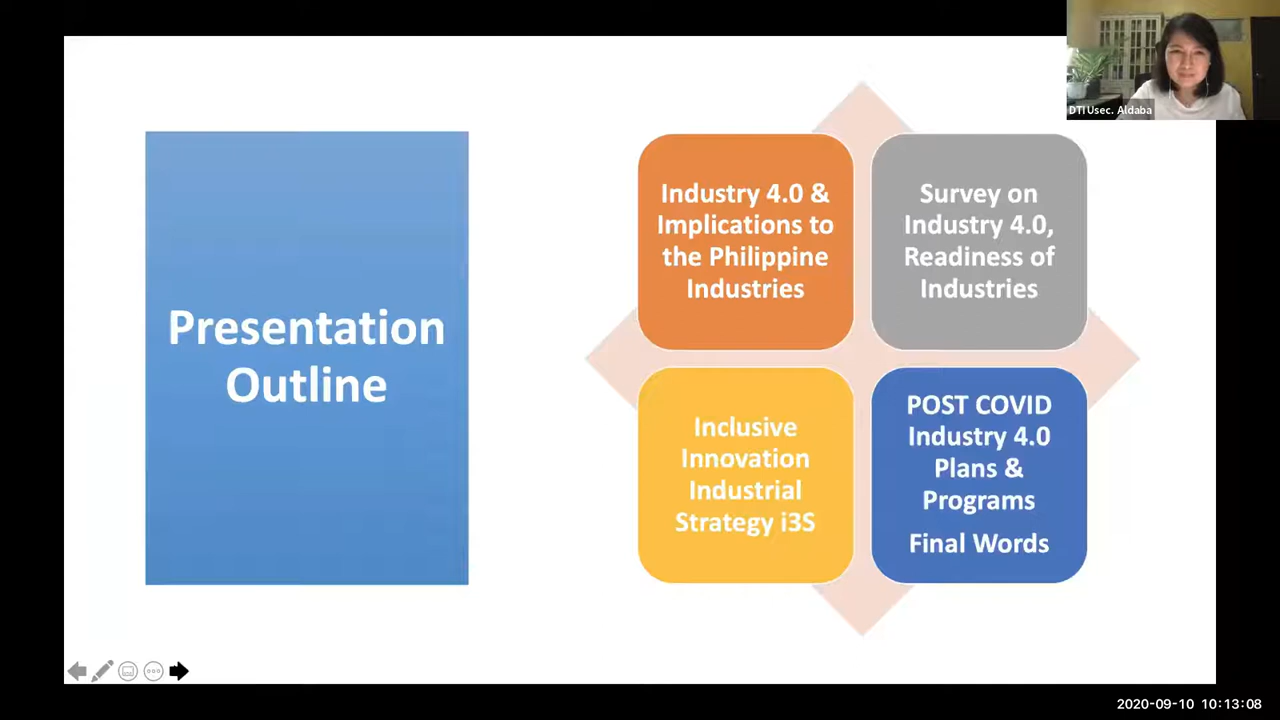 DTI Usec. Aldaba
Presentation
Outline
Industry 4.0 &
Implications to
the Philippine
Industries
Survey on
Industry 4.0,
Readiness of
Industries
Inclusive
Innovation
Industrial
Strategy i3S
POST COVID
Industry 4.0
Plans &
Programs
Final Words
2020-09-10 10:13:08